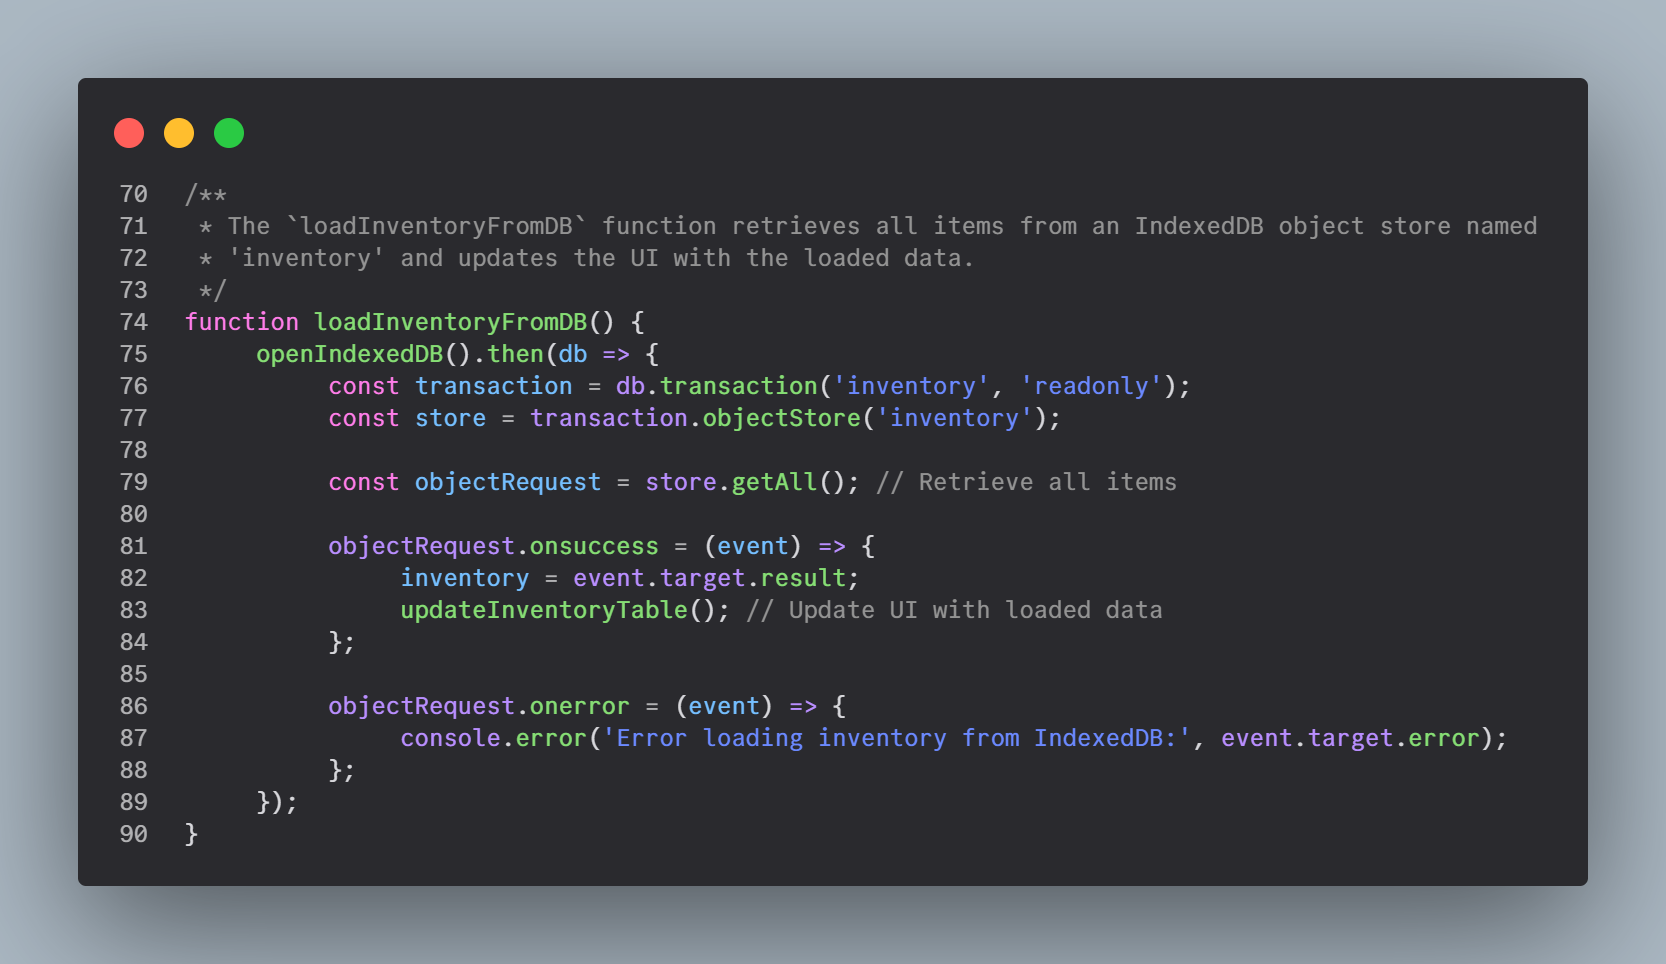 70 /**
71  * The `loadInventoryFromDB` function retrieves all items from an IndexedDB object store named
72  * 'inventory' and updates the UI with the loaded data.
73  */
74 function loadInventoryFromDB() {
75      openIndexedDB().then(db => {
76           const transaction = db.transaction('inventory', 'readonly');
77           const store = transaction.objectStore('inventory');
78
79           const objectRequest = store.getAll(); // Retrieve all items
80
81           objectRequest.onsuccess = (event) => {
82                inventory = event.target.result;
83                updateInventoryTable(); // Update UI with loaded data
84           };
85
86           objectRequest.onerror = (event) => {
87                console.error('Error loading inventory from IndexedDB:', event.target.error);
88           };
89      });
90 }